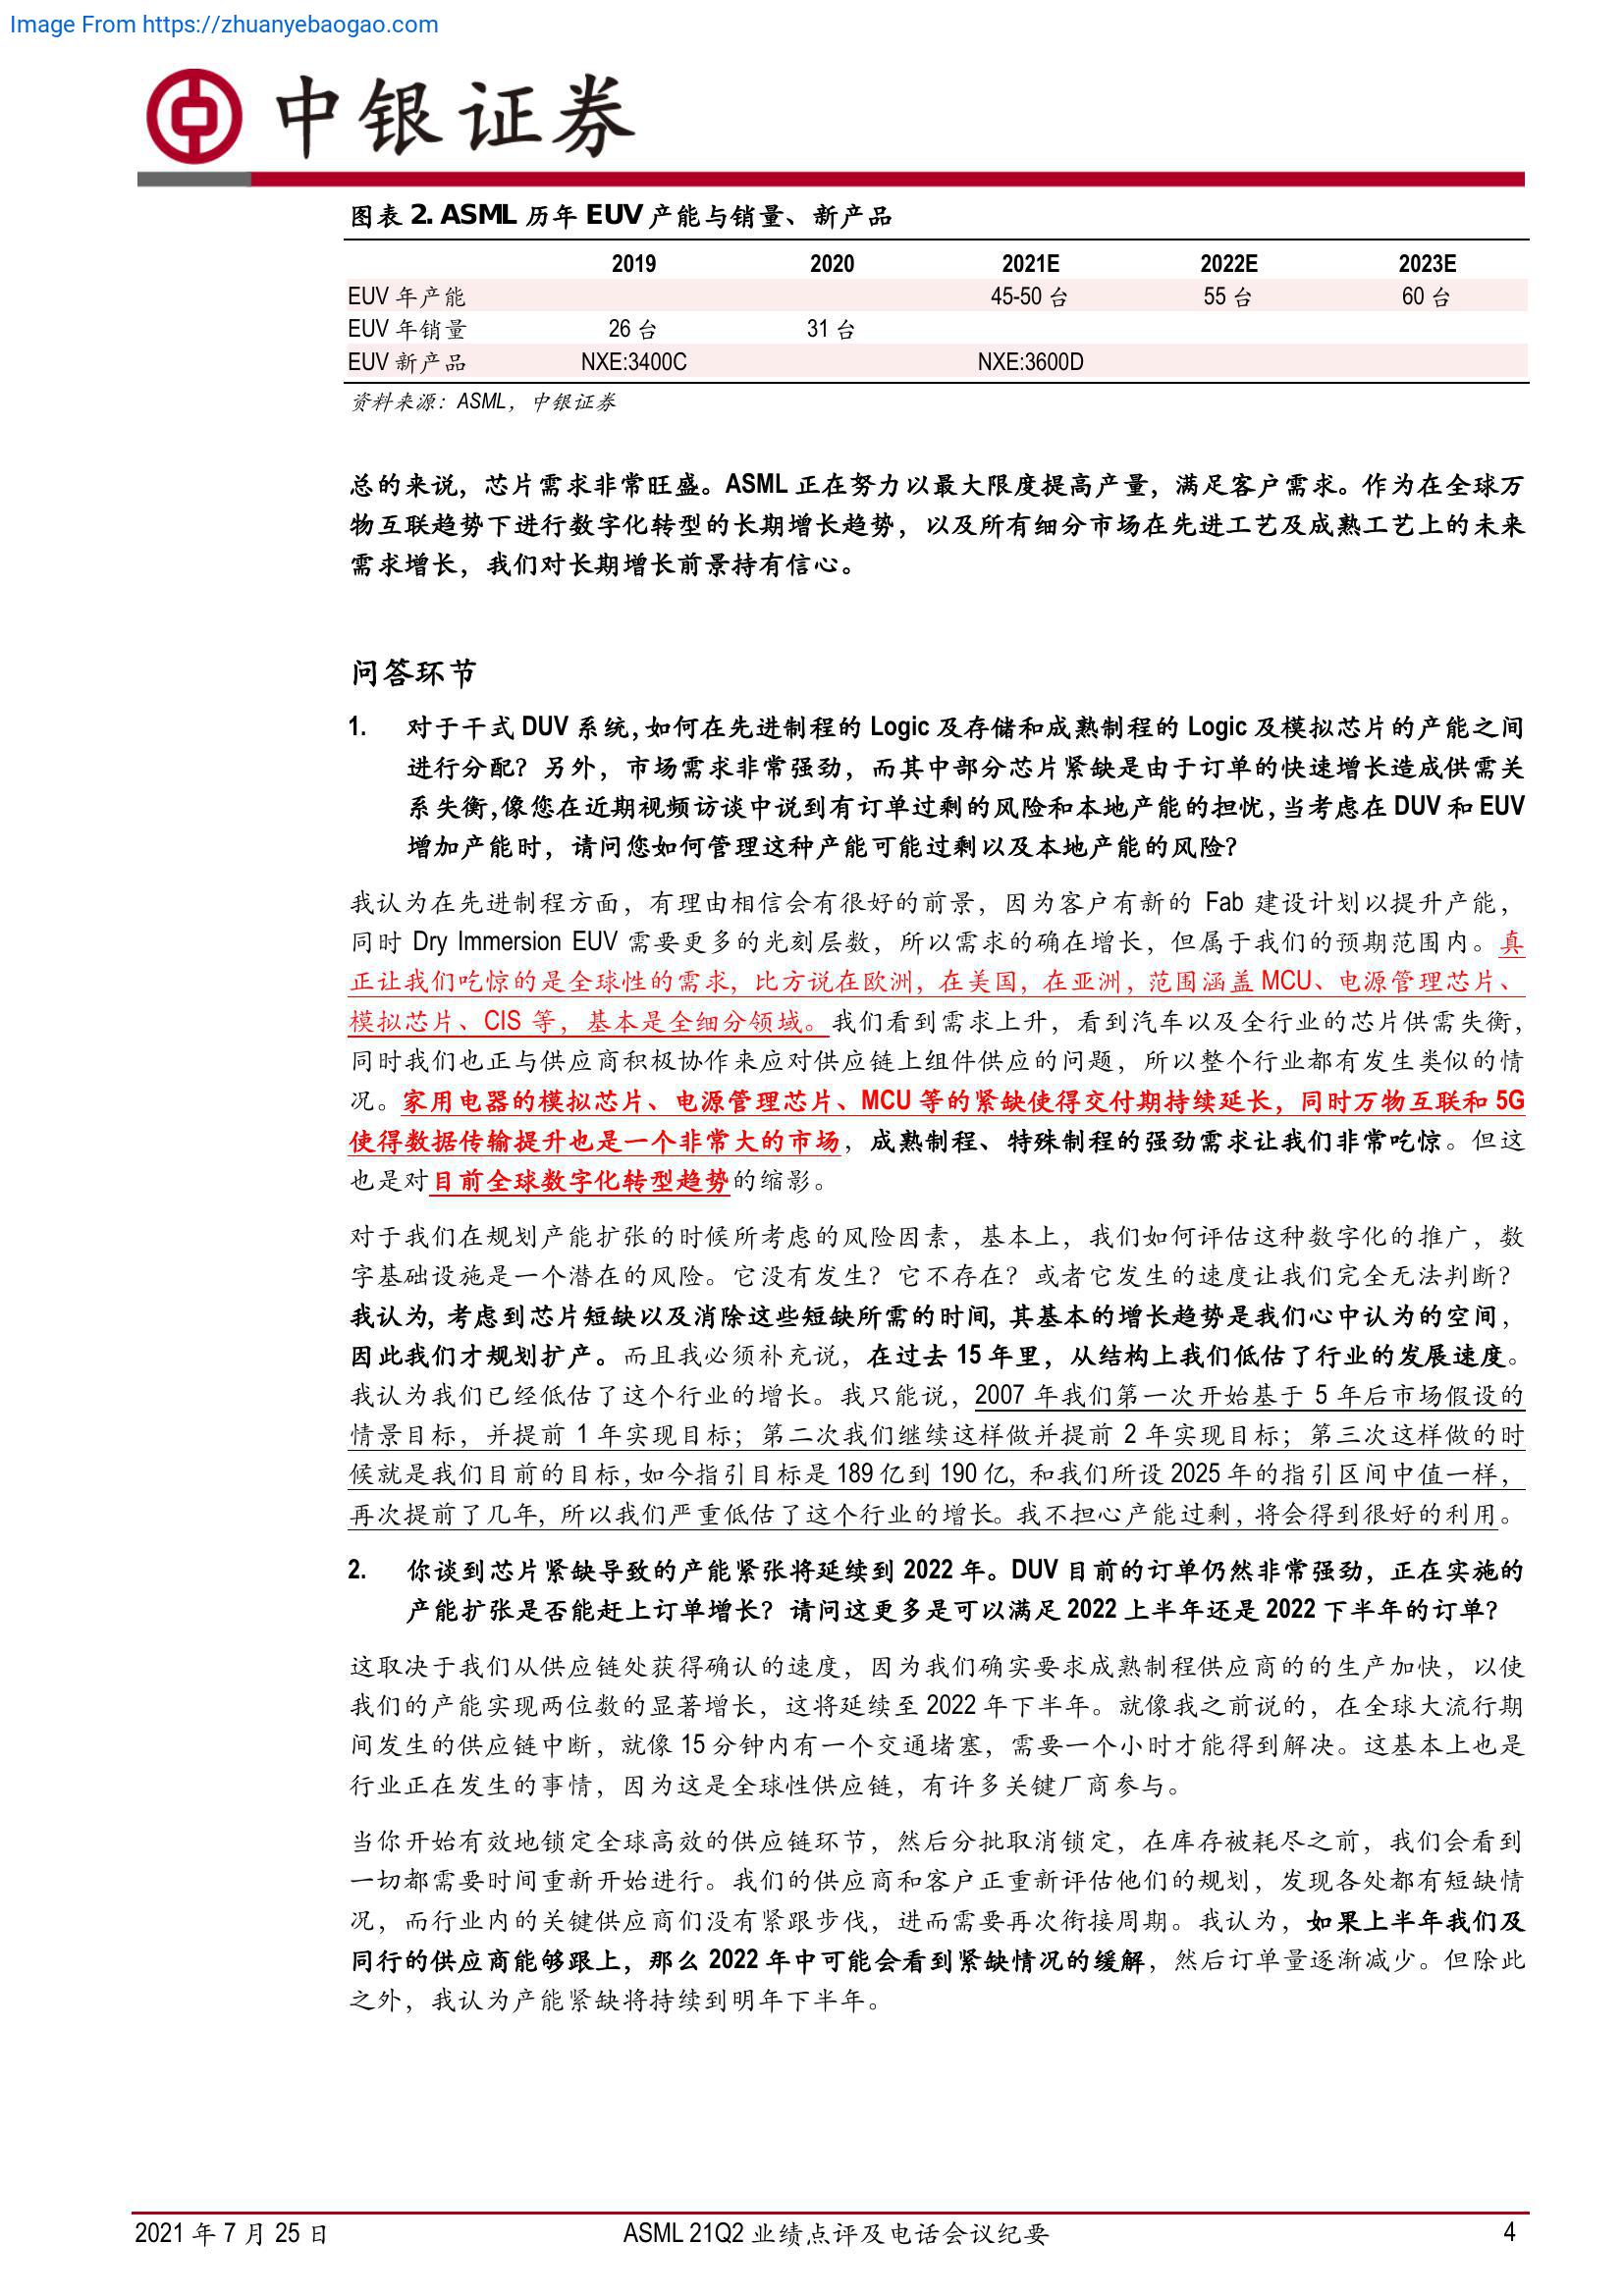 Image From https://zhuanyebaogao.com
中银证券
图表 2. ASML 历年 EUV 产能与销量、新产品
2019 2020 2021E 2022E 2023E
EUV 年产能 45-50 台 55 台 60 台
EUV 年销量 26 台 31 台
EUV 新产品 NXE:3400C NXE:3600D
资料来源：ASML，中银证券
总的来说，芯片需求非常旺盛。ASML 正在努力以最大限度提高产量，满足客户需求。作为在全球万
物互联趋势下进行数字化转型的长期增长趋势，以及所有细分市场在先进工艺及成熟工艺上的未来
需求增长，我们对长期增长前景持有信心。
问答环节
1. 对于干式 DUV 系统，如何在先进制程的 Logic 及存储和成熟制程的 Logic 及模拟芯片的产能之间
进行分配？另外，市场需求非常强劲，而其中部分芯片紧缺是由于订单的快速增长造成供需关
系失衡，像您在近期视频访谈中说到有订单过剩的风险和本地产能的担忧，当考虑在 DUV 和 EUV
增加产能时，请问您如何管理这种产能可能过剩以及本地产能的风险？
我认为在先进制程方面，有理由相信会有很好的前景，因为客户有新的 Fab 建设计划以提升产能，
同时 Dry Immersion EUV 需要更多的光刻层数，所以需求的确在增长，但属于我们的预期范围内。真
正让我们吃惊的是全球性的需求，比方说在欧洲，在美国，在亚洲，范围涵盖 MCU、电源管理芯片、
模拟芯片、CIS 等，基本是全细分领域。我们看到需求上升，看到汽车以及全行业的芯片供需失衡，
同时我们也正与供应商积极协作来应对供应链上组件供应的问题，所以整个行业都有发生类似的情
况。家用电器的模拟芯片、电源管理芯片、MCU 等的紧缺使得交付期持续延长，同时万物互联和 5G
使得数据传输提升也是一个非常大的市场，成熟制程、特殊制程的强劲需求让我们非常吃惊。但这
也是对目前全球数字化转型趋势的缩影。
对于我们在规划产能扩张的时候所考虑的风险因素，基本上，我们如何评估这种数字化的推广，数
字基础设施是一个潜在的风险。它没有发生？它不存在？或者它发生的速度让我们完全无法判断？
我认为，考虑到芯片短缺以及消除这些短缺所需的时间，其基本的增长趋势是我们心中认为的空间，
因此我们才规划扩产。而且我必须补充说，在过去 15 年里，从结构上我们低估了行业的发展速度。
我认为我们已经低估了这个行业的增长。我只能说，2007 年我们第一次开始基于 5 年后市场假设的
情景目标，并提前 1 年实现目标；第二次我们继续这样做并提前 2 年实现目标；第三次这样做的时
候就是我们目前的目标，如今指引目标是 189 亿到 190 亿，和我们所设 2025 年的指引区间中值一样，
再次提前了几年，所以我们严重低估了这个行业的增长。我不担心产能过剩，将会得到很好的利用。
2. 你谈到芯片紧缺导致的产能紧张将延续到 2022 年。DUV 目前的订单仍然非常强劲，正在实施的
产能扩张是否能赶上订单增长？请问这更多是可以满足 2022 上半年还是 2022 下半年的订单？
这取决于我们从供应链处获得确认的速度，因为我们确实要求成熟制程供应商的的生产加快，以使
我们的产能实现两位数的显著增长，这将延续至 2022 年下半年。就像我之前说的，在全球大流行期
间发生的供应链中断，就像 15 分钟内有一个交通堵塞，需要一个小时才能得到解决。这基本上也是
行业正在发生的事情，因为这是全球性供应链，有许多关键厂商参与。
当你开始有效地锁定全球高效的供应链环节，然后分批取消锁定，在库存被耗尽之前，我们会看到
一切都需要时间重新开始进行。我们的供应商和客户正重新评估他们的规划，发现各处都有短缺情
况，而行业内的关键供应商们没有紧跟步伐，进而需要再次衔接周期。我认为，如果上半年我们及
同行的供应商能够跟上，那么 2022 年中可能会看到紧缺情况的缓解，然后订单量逐渐减少。但除此
之外，我认为产能紧缺将持续到明年下半年。
2021 年 7 月 25 日 ASML 21Q2 业绩点评及电话会议纪要 4